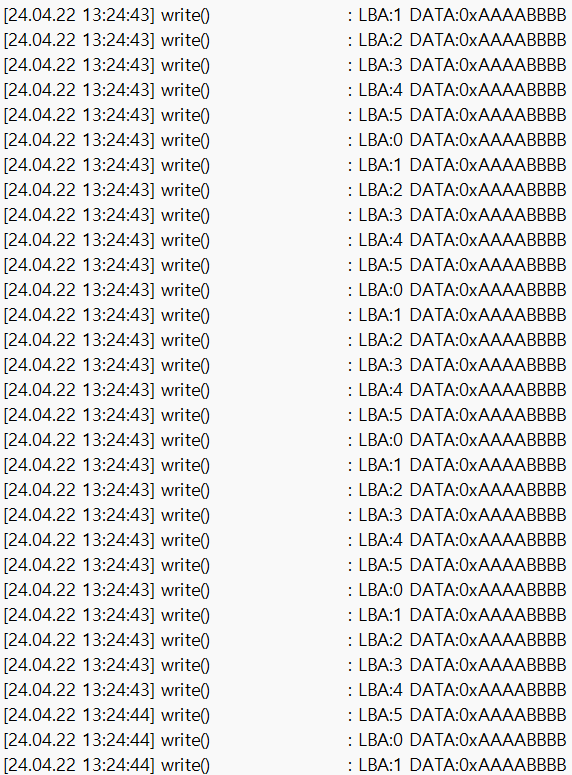 [24.04.22 13:24:43] write() : LBA:1 DATA:0xAAAABBBB
[24.04.22 13:24:43] write() : LBA:2 DATA:0xAAAABBBB
[24.04.22 13:24:43] write() : LBA:3 DATA:0xAAAABBBB
[24.04.22 13:24:43] write() : LBA:4 DATA:0xAAAABBBB
[24.04.22 13:24:43] write() : LBA:5 DATA:0xAAAABBBB
[24.04.22 13:24:43] write() : LBA:0 DATA:0xAAAABBBB
[24.04.22 13:24:43] write() : LBA:1 DATA:0xAAAABBBB
[24.04.22 13:24:43] write() : LBA:2 DATA:0xAAAABBBB
[24.04.22 13:24:43] write() : LBA:3 DATA:0xAAAABBBB
[24.04.22 13:24:43] write() : LBA:4 DATA:0xAAAABBBB
[24.04.22 13:24:43] write() : LBA:5 DATA:0xAAAABBBB
[24.04.22 13:24:43] write() : LBA:0 DATA:0xAAAABBBB
[24.04.22 13:24:43] write() : LBA:1 DATA:0xAAAABBBB
[24.04.22 13:24:43] write() : LBA:2 DATA:0xAAAABBBB
[24.04.22 13:24:43] write() : LBA:3 DATA:0xAAAABBBB
[24.04.22 13:24:43] write() : LBA:4 DATA:0xAAAABBBB
[24.04.22 13:24:43] write() : LBA:5 DATA:0xAAAABBBB
[24.04.22 13:24:43] write() : LBA:0 DATA:0xAAAABBBB
[24.04.22 13:24:43] write() : LBA:1 DATA:0xAAAABBBB
[24.04.22 13:24:43] write() : LBA:2 DATA:0xAAAABBBB
[24.04.22 13:24:43] write() : LBA:3 DATA:0xAAAABBBB
[24.04.22 13:24:43] write() : LBA:4 DATA:0xAAAABBBB
[24.04.22 13:24:43] write() : LBA:5 DATA:0xAAAABBBB
[24.04.22 13:24:43] write() : LBA:0 DATA:0xAAAABBBB
[24.04.22 13:24:43] write() : LBA:1 DATA:0xAAAABBBB
[24.04.22 13:24:43] write() : LBA:2 DATA:0xAAAABBBB
[24.04.22 13:24:43] write() : LBA:3 DATA:0xAAAABBBB
[24.04.22 13:24:43] write() : LBA:4 DATA:0xAAAABBBB
[24.04.22 13:24:44] write() : LBA:5 DATA:0xAAAABBBB
[24.04.22 13:24:44] write() : LBA:0 DATA:0xAAAABBBB
[24.04.22 13:24:44] write() : LBA:1 DATA:0xAAAABBBB